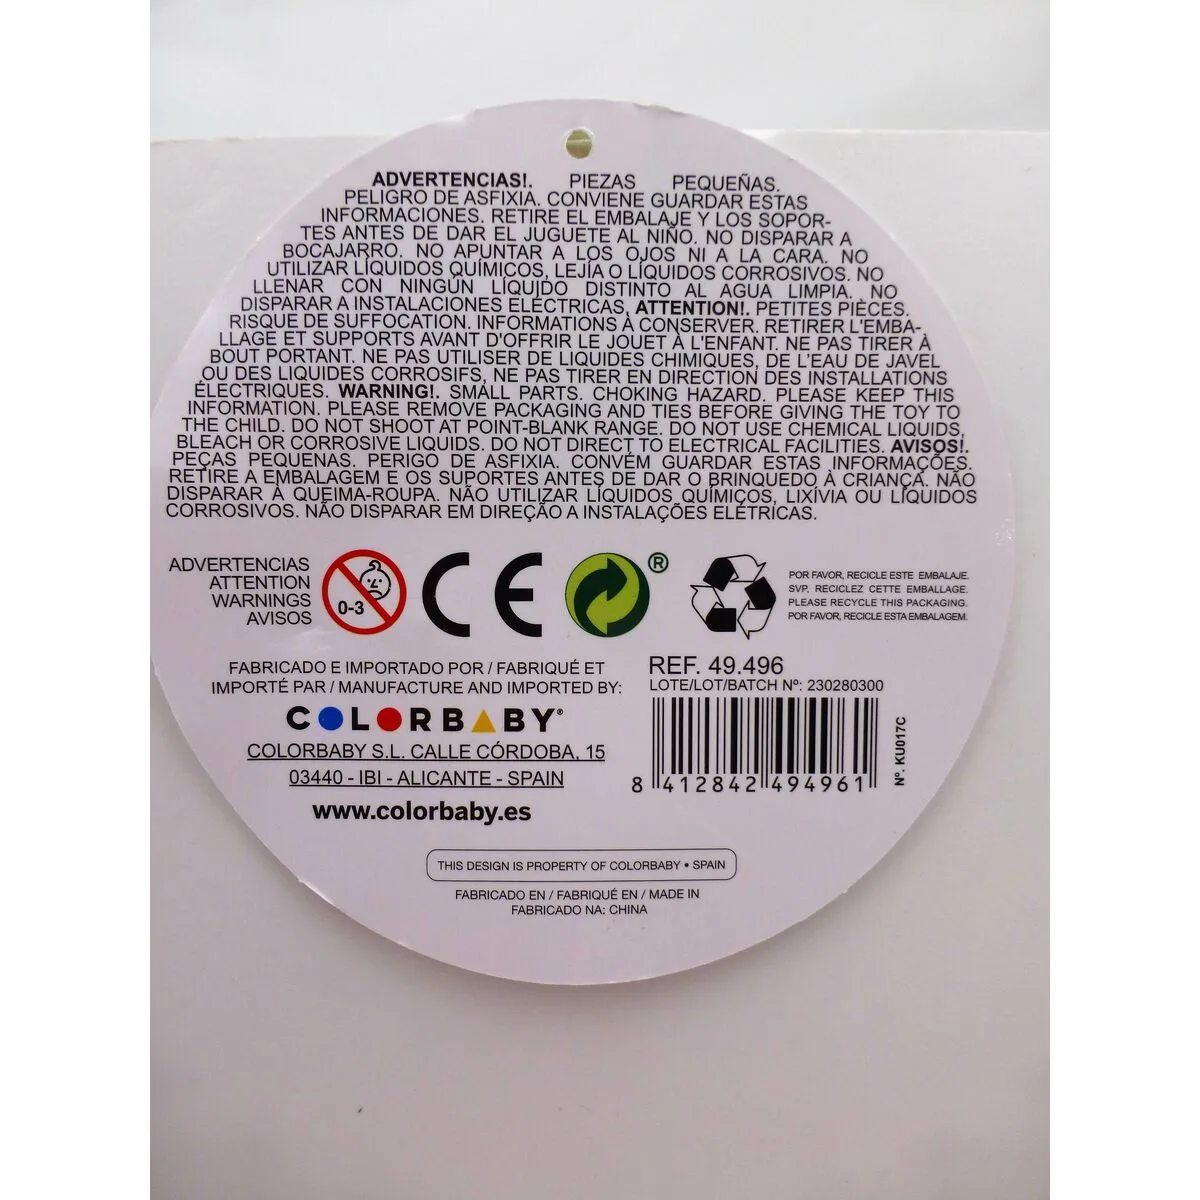 ADVERTENCIAS!. PIEZAS PEQUEÑAS.
PELIGRO DE ASFIXIA. CONVIENE GUARDAR ESTAS
INFORMACIONES. RETIRE EL EMBALAJE Y LOS SOPOR-
TES ANTES DE DAR EL JUGUETE AL NIÑO. NO DISPARAR A
BOCAJARRO. NO APUNTAR A LOS OJOS NI A LA CARA. NO
UTILIZAR LÍQUIDOS QUÍMICOS, LEJÍA O LÍQUIDOS CORROSIVOS. NO
LLENAR CON NINGÚN LÍQUIDO DISTINTO AL AGUA LIMPIA. NO
DISPARAR A INSTALACIONES ELÉCTRICAS, ATTENTION!. PETITES PIÈCES.
RISQUE DE SUFFOCATION. INFORMATIONS À CONSERVER. RETIRER L'EMBA-
LLAGE ET SUPPORTS AVANT D'OFFRIR LE JOUET À L'ENFANT. NE PAS TIRER À
BOUT PORTANT. NE PAS UTILISER DE LIQUIDES CHIMIQUES, DE L'EAU DE JAVEL
OU DES LIQUIDES CORROSIFS, NE PAS TIRER EN DIRECTION DES INSTALLATIONS
ÉLECTRIQUES. WARNING!. SMALL PARTS. CHOKING HAZARD. PLEASE KEEP THIS
INFORMATION. PLEASE REMOVE PACKAGING AND TIES BEFORE GIVING THE TOY TO
THE CHILD. DO NOT SHOOT AT POINT-BLANK RANGE. DO NOT USE CHEMICAL LIQUIDS,
BLEACH OR CORROSIVE LIQUIDS. DO NOT DIRECT TO ELECTRICAL FACILITIES. AVISOS!.
PEÇAS PEQUENAS. PERIGO DE ASFIXIA. CONVÉM GUARDAR ESTAS INFORMAÇÕES.
RETIRE A EMBALAGEM E OS SUPORTES ANTES DE DAR O BRINQUEDO À CRIANÇA. NÃO
DISPARAR À QUEIMA-ROUPA. NÃO UTILIZAR LÍQUIDOS QUÍMICOS, LIXÍVIA OU LÍQUIDOS
CORROSIVOS. NÃO DISPARAR EM DIREÇÃO A INSTALAÇÕES ELÉTRICAS.
ADVERTENCIAS
ATTENTION
WARNINGS
AVISOS
0-3
CE
®
POR FAVOR, RECICLE ESTE EMBALAJE.
SVP, RECICLEZ CETTE EMBALLAGE.
PLEASE RECYCLE THIS PACKAGING.
POR FAVOR, RECICLE ESTA EMBALAGEM.
FABRICADO E IMPORTADO POR / FABRIQUÉ ET
IMPORTÉ PAR / MANUFACTURE AND IMPORTED BY:
COLORBABY®
COLORBABY S.L. CALLE CÓRDOBA, 15
03440 - IBI - ALICANTE - SPAIN
www.colorbaby.es
REF. 49.496
LOTE/LOT/BATCH Nº: 230280300
8 412842 494961
Nº. KU017C
THIS DESIGN IS PROPERTY OF COLORBABY • SPAIN
FABRICADO EN / FABRIQUÉ EN / MADE IN
FABRICADO NA: CHINA